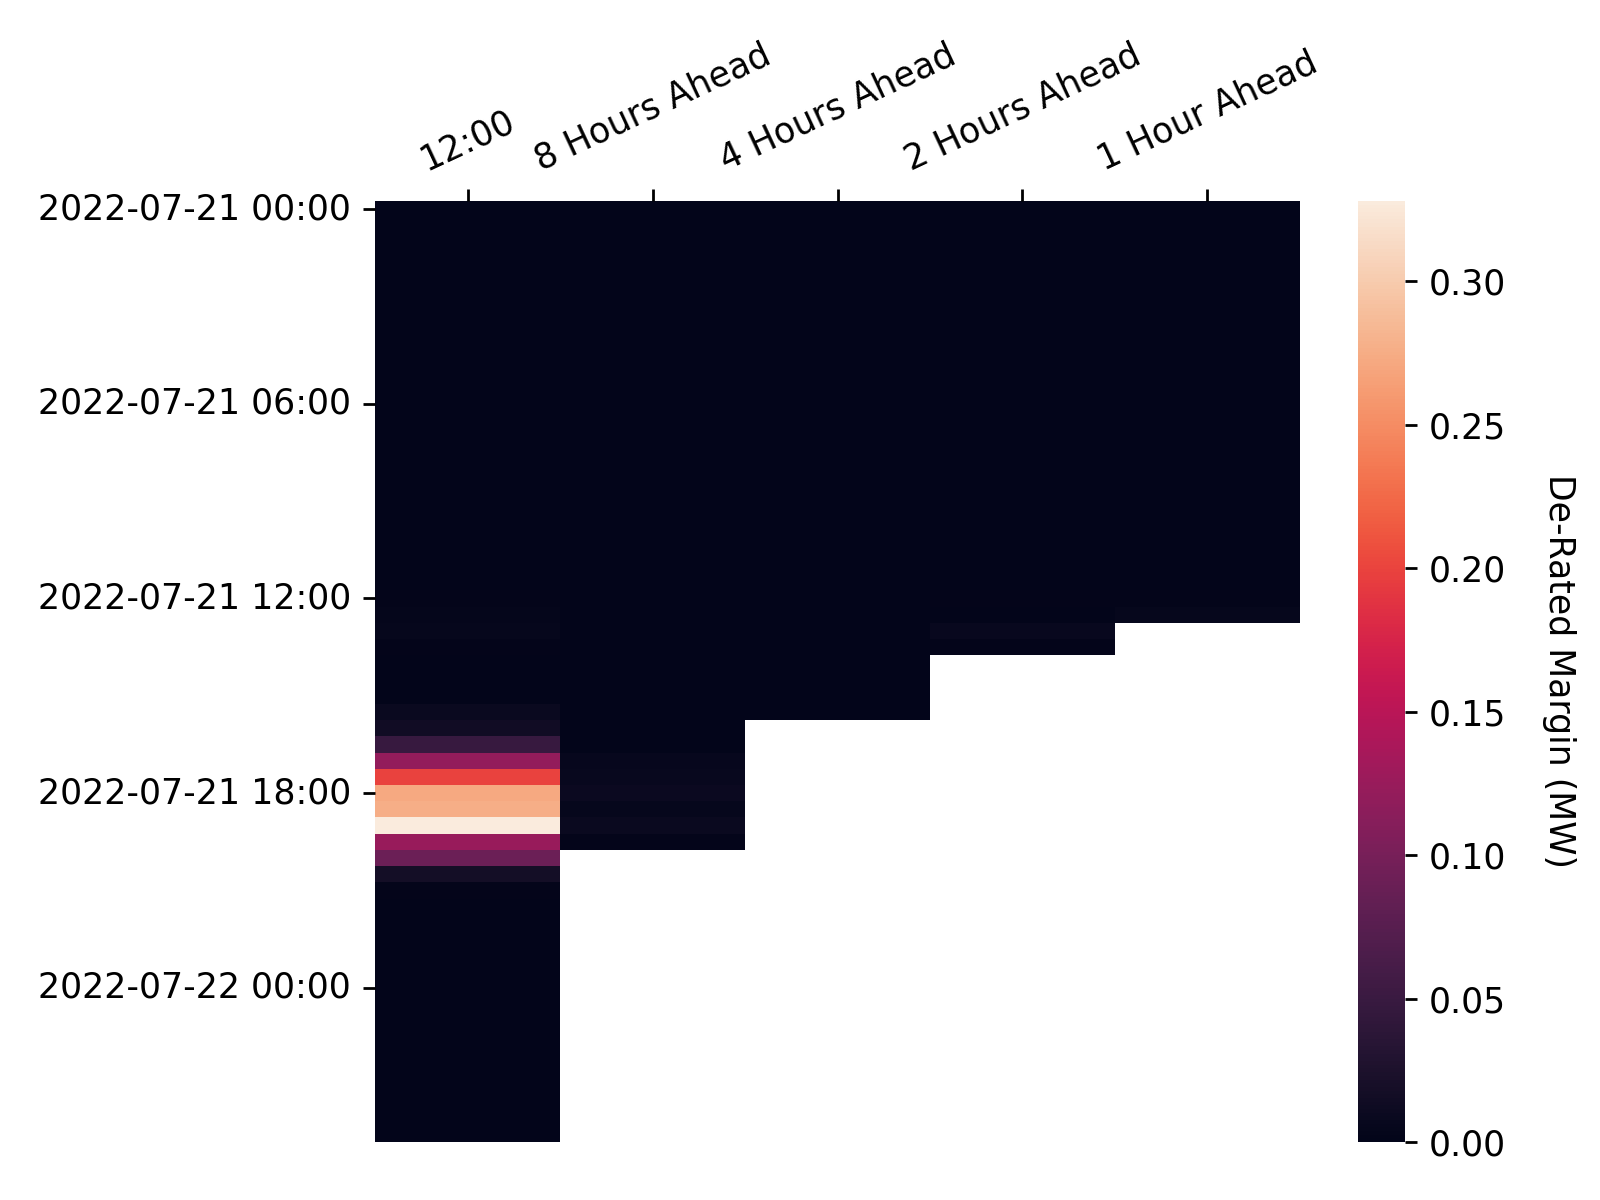 12:00
8 Hours Ahead
4 Hours Ahead
2 Hours Ahead
1 Hour Ahead
2022-07-21 00:00
2022-07-21 06:00
2022-07-21 12:00
2022-07-21 18:00
2022-07-22 00:00
0.30
0.25
0.20
0.15
0.10
0.05
0.00
De-Rated Margin (MW)